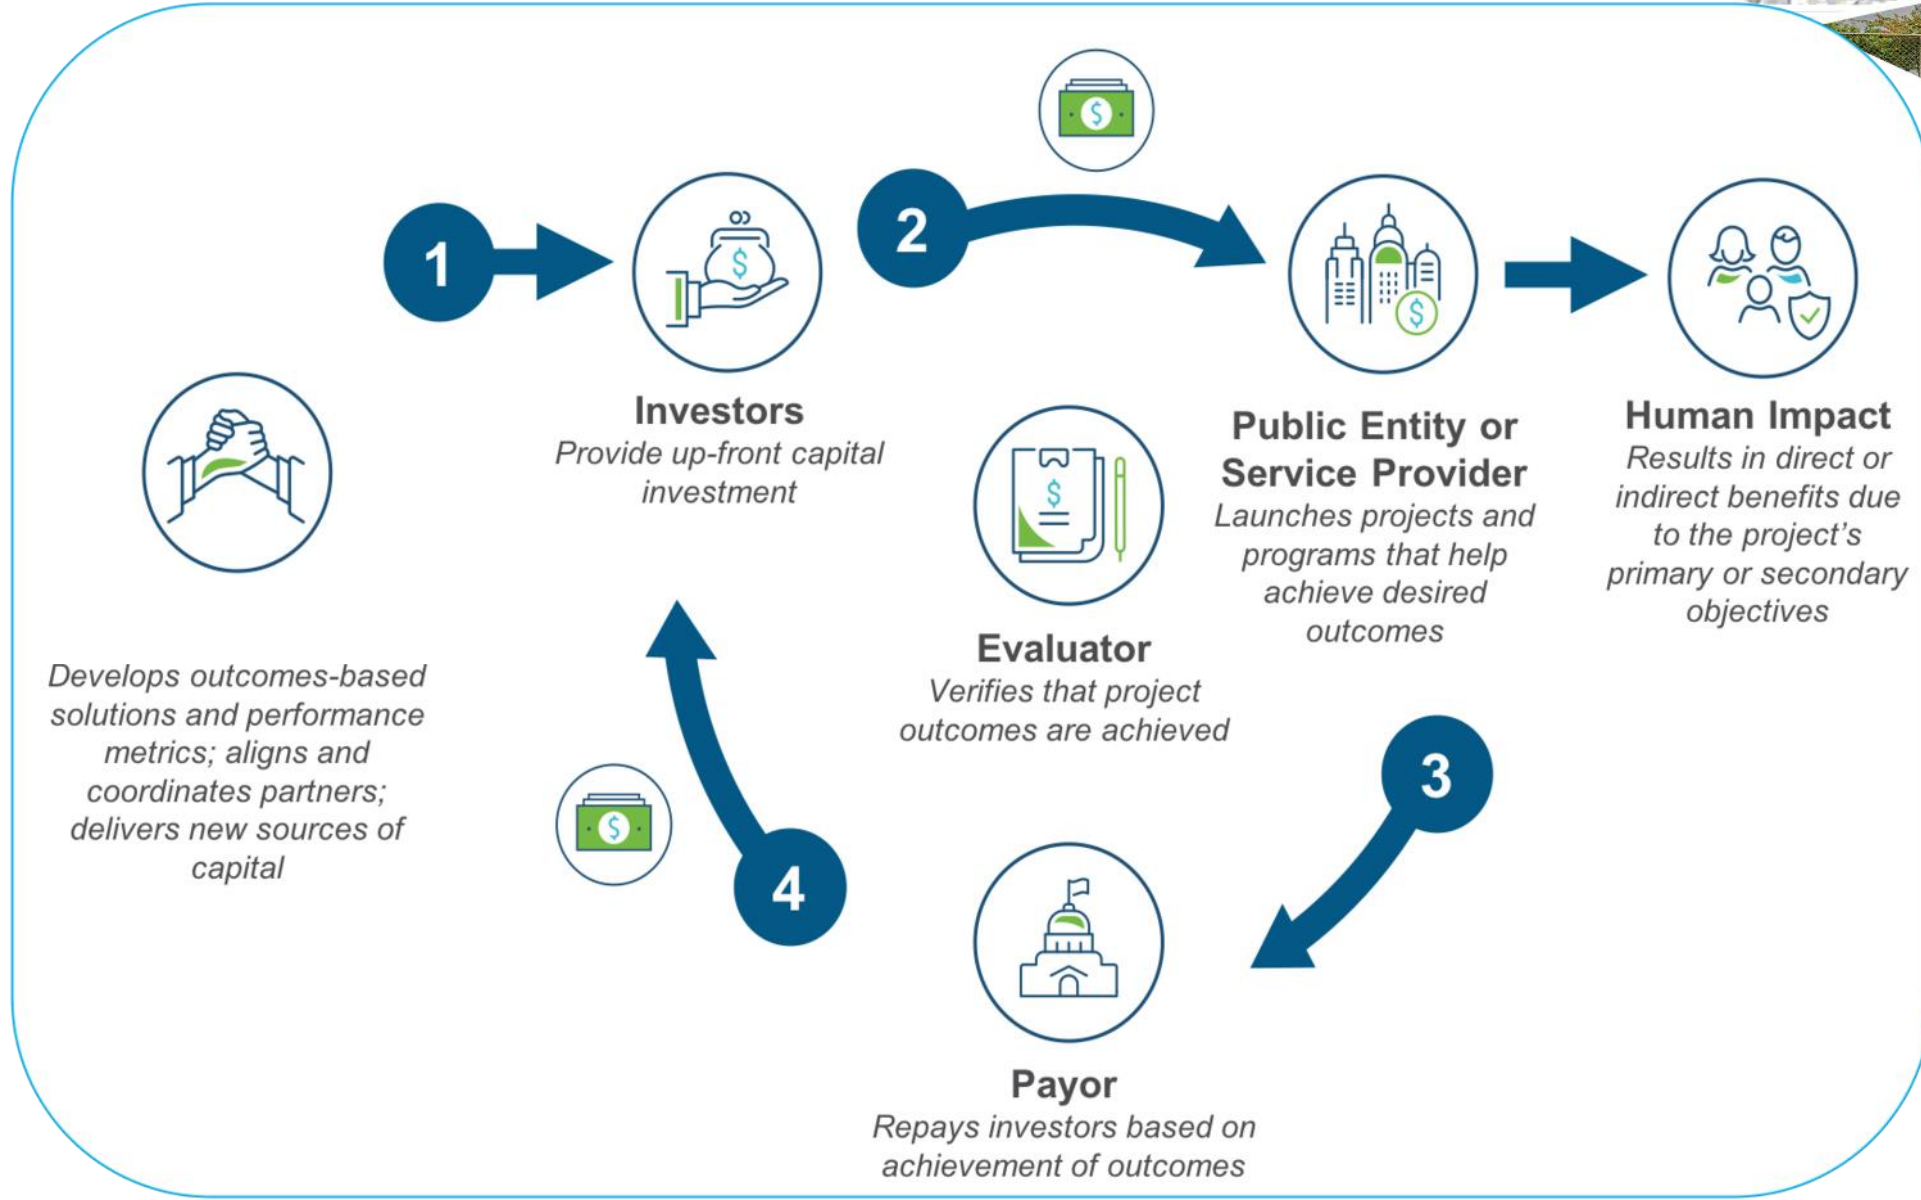 1
2
$
$
$
Investors
Provide up-front capital
investment
Public Entity or
Service Provider
Launches projects and
programs that help
achieve desired
outcomes
Human Impact
Results in direct or
indirect benefits due
to the project’s
primary or secondary
objectives
$
Evaluator
Verifies that project
outcomes are achieved
Develops outcomes-based
solutions and performance
metrics; aligns and
coordinates partners;
delivers new sources of
capital
3
$
4
Payor
Repays investors based on
achievement of outcomes